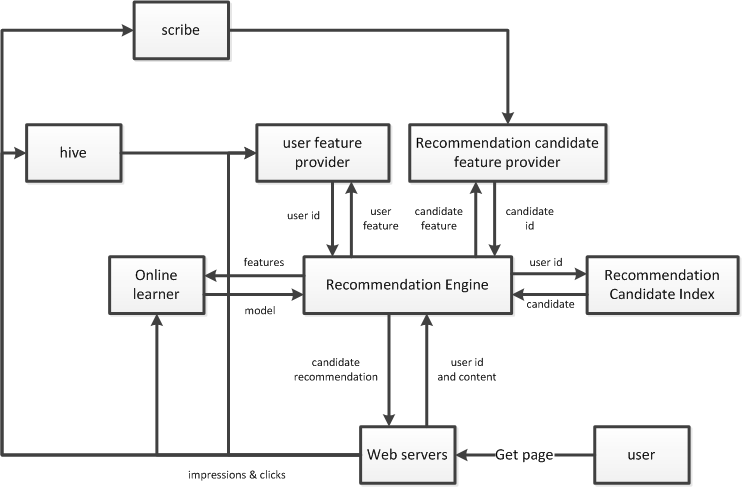 scribe
hive
user feature
provider
Recommendation candidate
feature provider
user id
user
feature
candidate
feature
candidate
id
features
model
Online
learner
Recommendation Engine
user id
candidate
Recommendation
Candidate Index
candidate
recommendation
user id
and content
Web servers
Get page
user
impressions & clicks